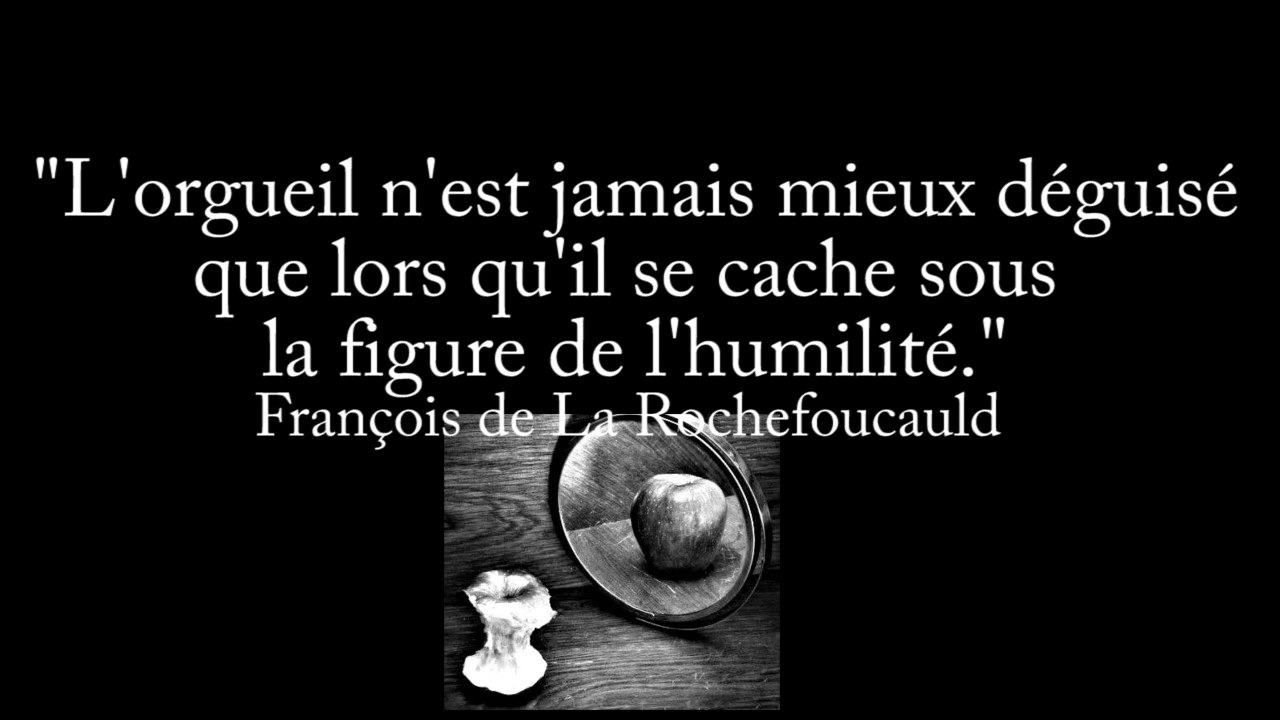 "L'orgueil n'est jamais mieux déguisé
que lors qu'il se cache sous
la figure de l'humilité."
François de La Rochefoucauld